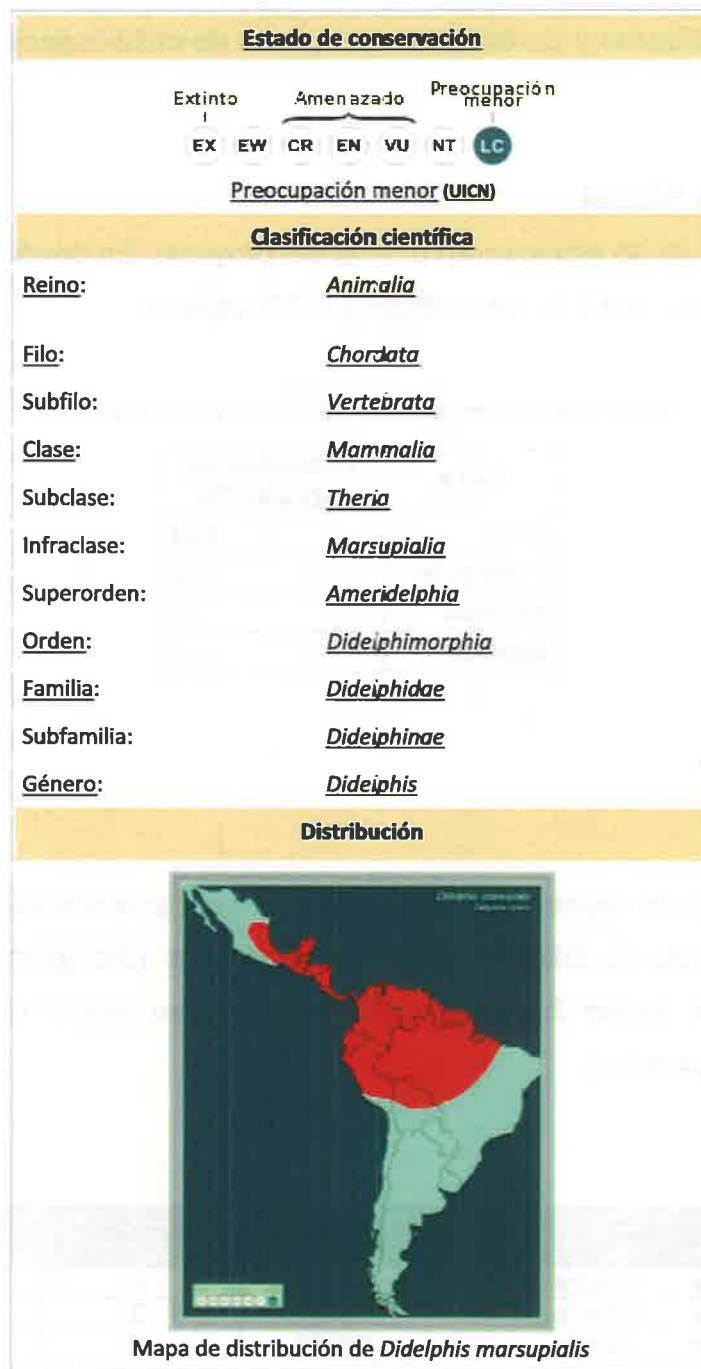 Estado de conservación
Extinto Amenazado Preocupación menor
EX EW CR EN VU NT LC
Preocupación menor (UICN)
Clasificación científica
Reino: Animalia
Filo: Chordata
Subfilo: Vertebrata
Clase: Mammalia
Subclase: Theria
Infraclase: Marsupialia
Superorden: Ameridelphia
Orden: Didelphimorphia
Familia: Didelphidae
Subfamilia: Didelphinae
Género: Didelphis
Distribución
Mapa de distribución de Didelphis marsupialis